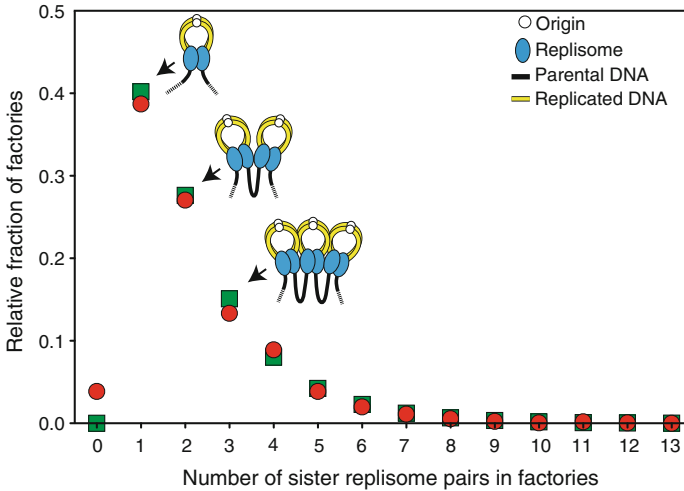 0.5
0.4
0.3
0.2
0.1
0.0
Relative fraction of factories
Origin
Replisome
Parental DNA
Replicated DNA
0 1 2 3 4 5 6 7 8 9 10 11 12 13
Number of sister replisome pairs in factories